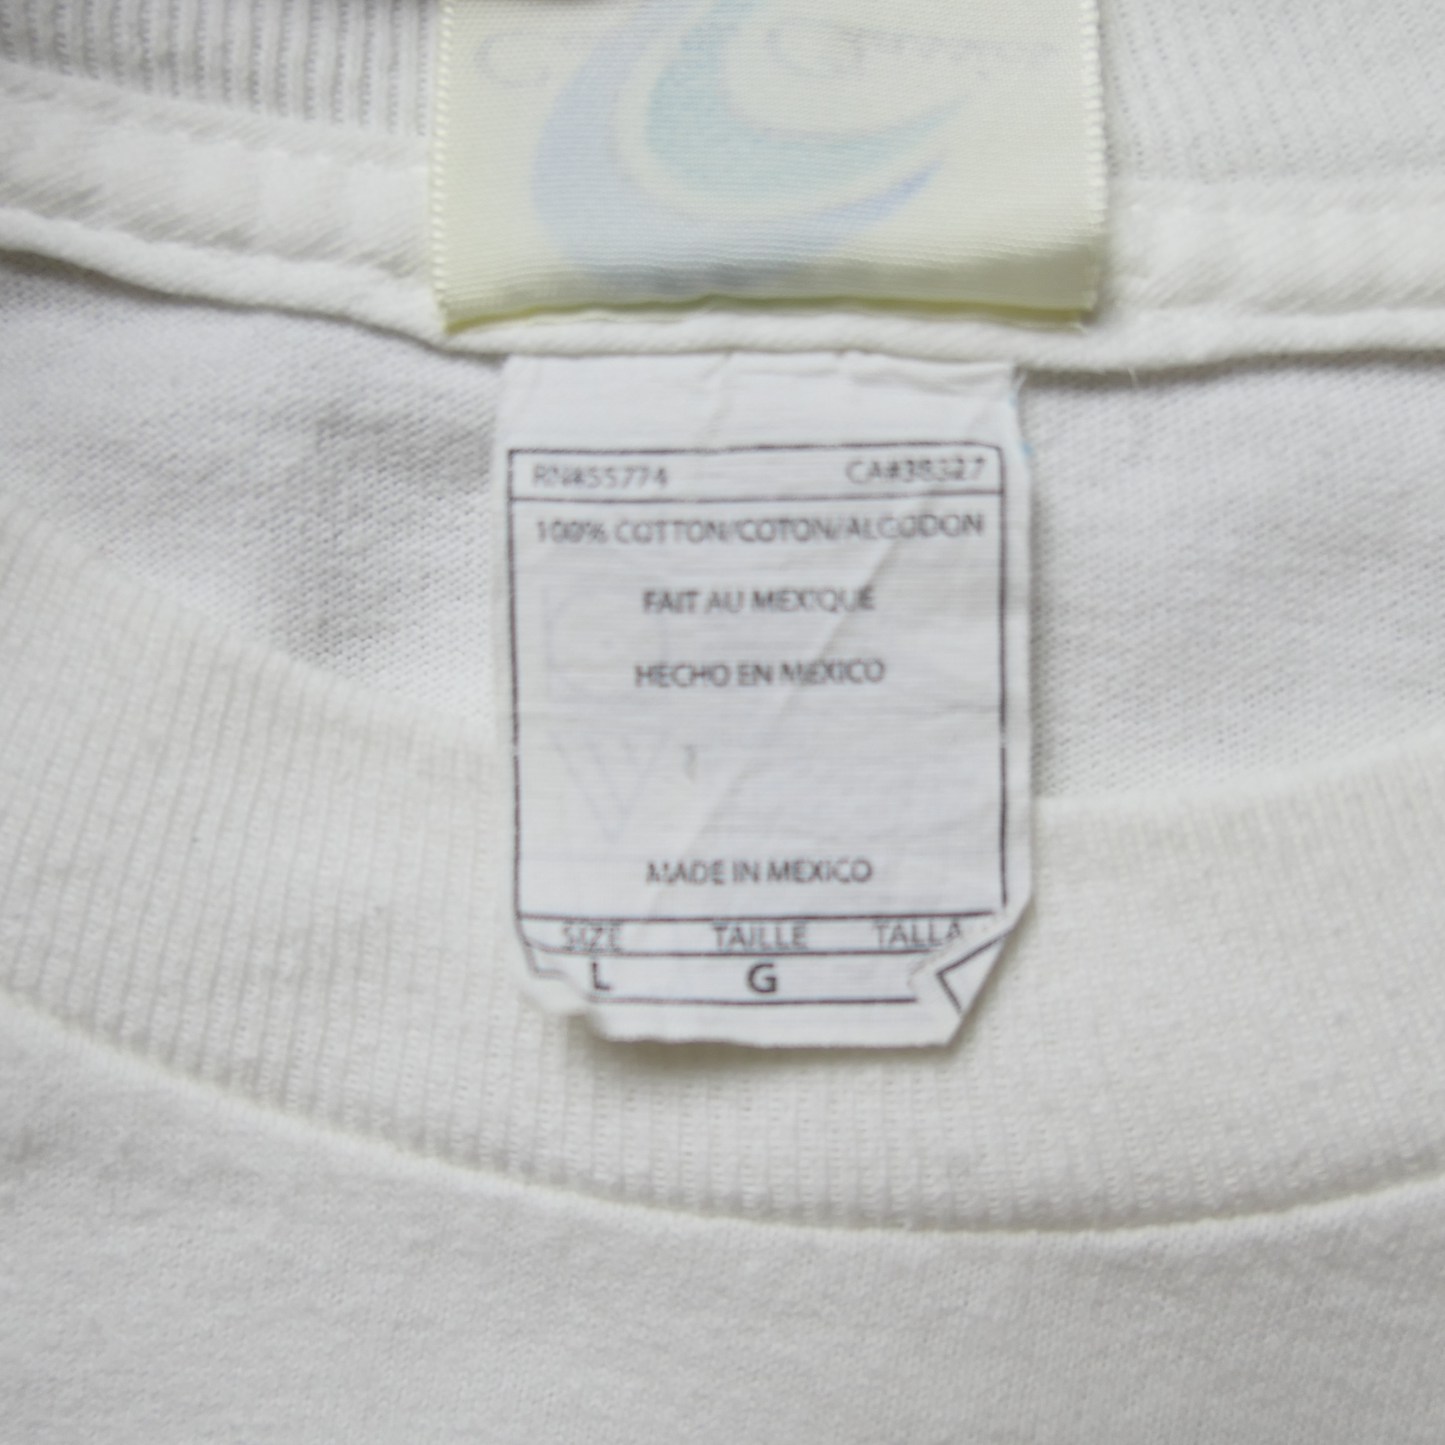 RN#55774 CA#38327
100% COTTON/COTON/ALGODON
FAIT AU MEXIQUE
HECHO EN MEXICO
MADE IN MEXICO
SIZE TAILLE TALLA
L G